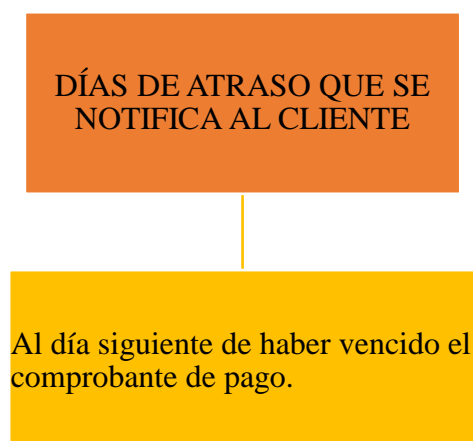 DÍAS DE ATRASO QUE SE
NOTIFICA AL CLIENTE
Al día siguiente de haber vencido el
comprobante de pago.